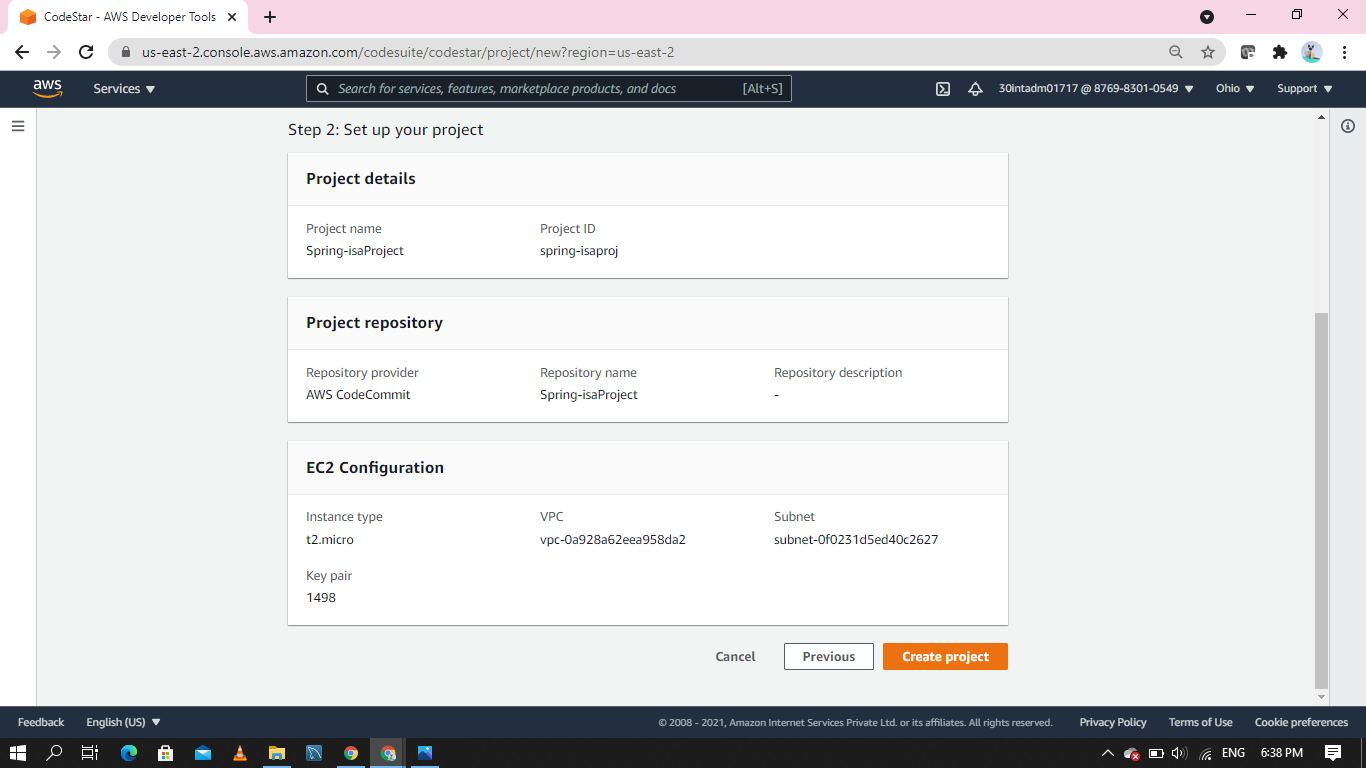 CodeStar - AWS Developer Tools
us-east-2.console.aws.amazon.com/codesuite/codestar/project/new?region=us-east-2
aws Services Search for services, features, marketplace products, and docs [Alt+S] 30intadm01717 @ 8769-8301-0549 Ohio Support
Step 2: Set up your project
Project details
Project name Project ID
Spring-isaProject spring-isaproj
Project repository
Repository provider Repository name Repository description
AWS CodeCommit Spring-isaProject -
EC2 Configuration
Instance type VPC Subnet
t2.micro vpc-0a928a62eea958da2 subnet-0f0231d5ed40c2627
Key pair
1498
Cancel Previous Create project
Feedback English (US) © 2008 - 2021, Amazon Internet Services Private Ltd. or its affiliates. All rights reserved. Privacy Policy Terms of Use Cookie preferences
ENG 6:38 PM